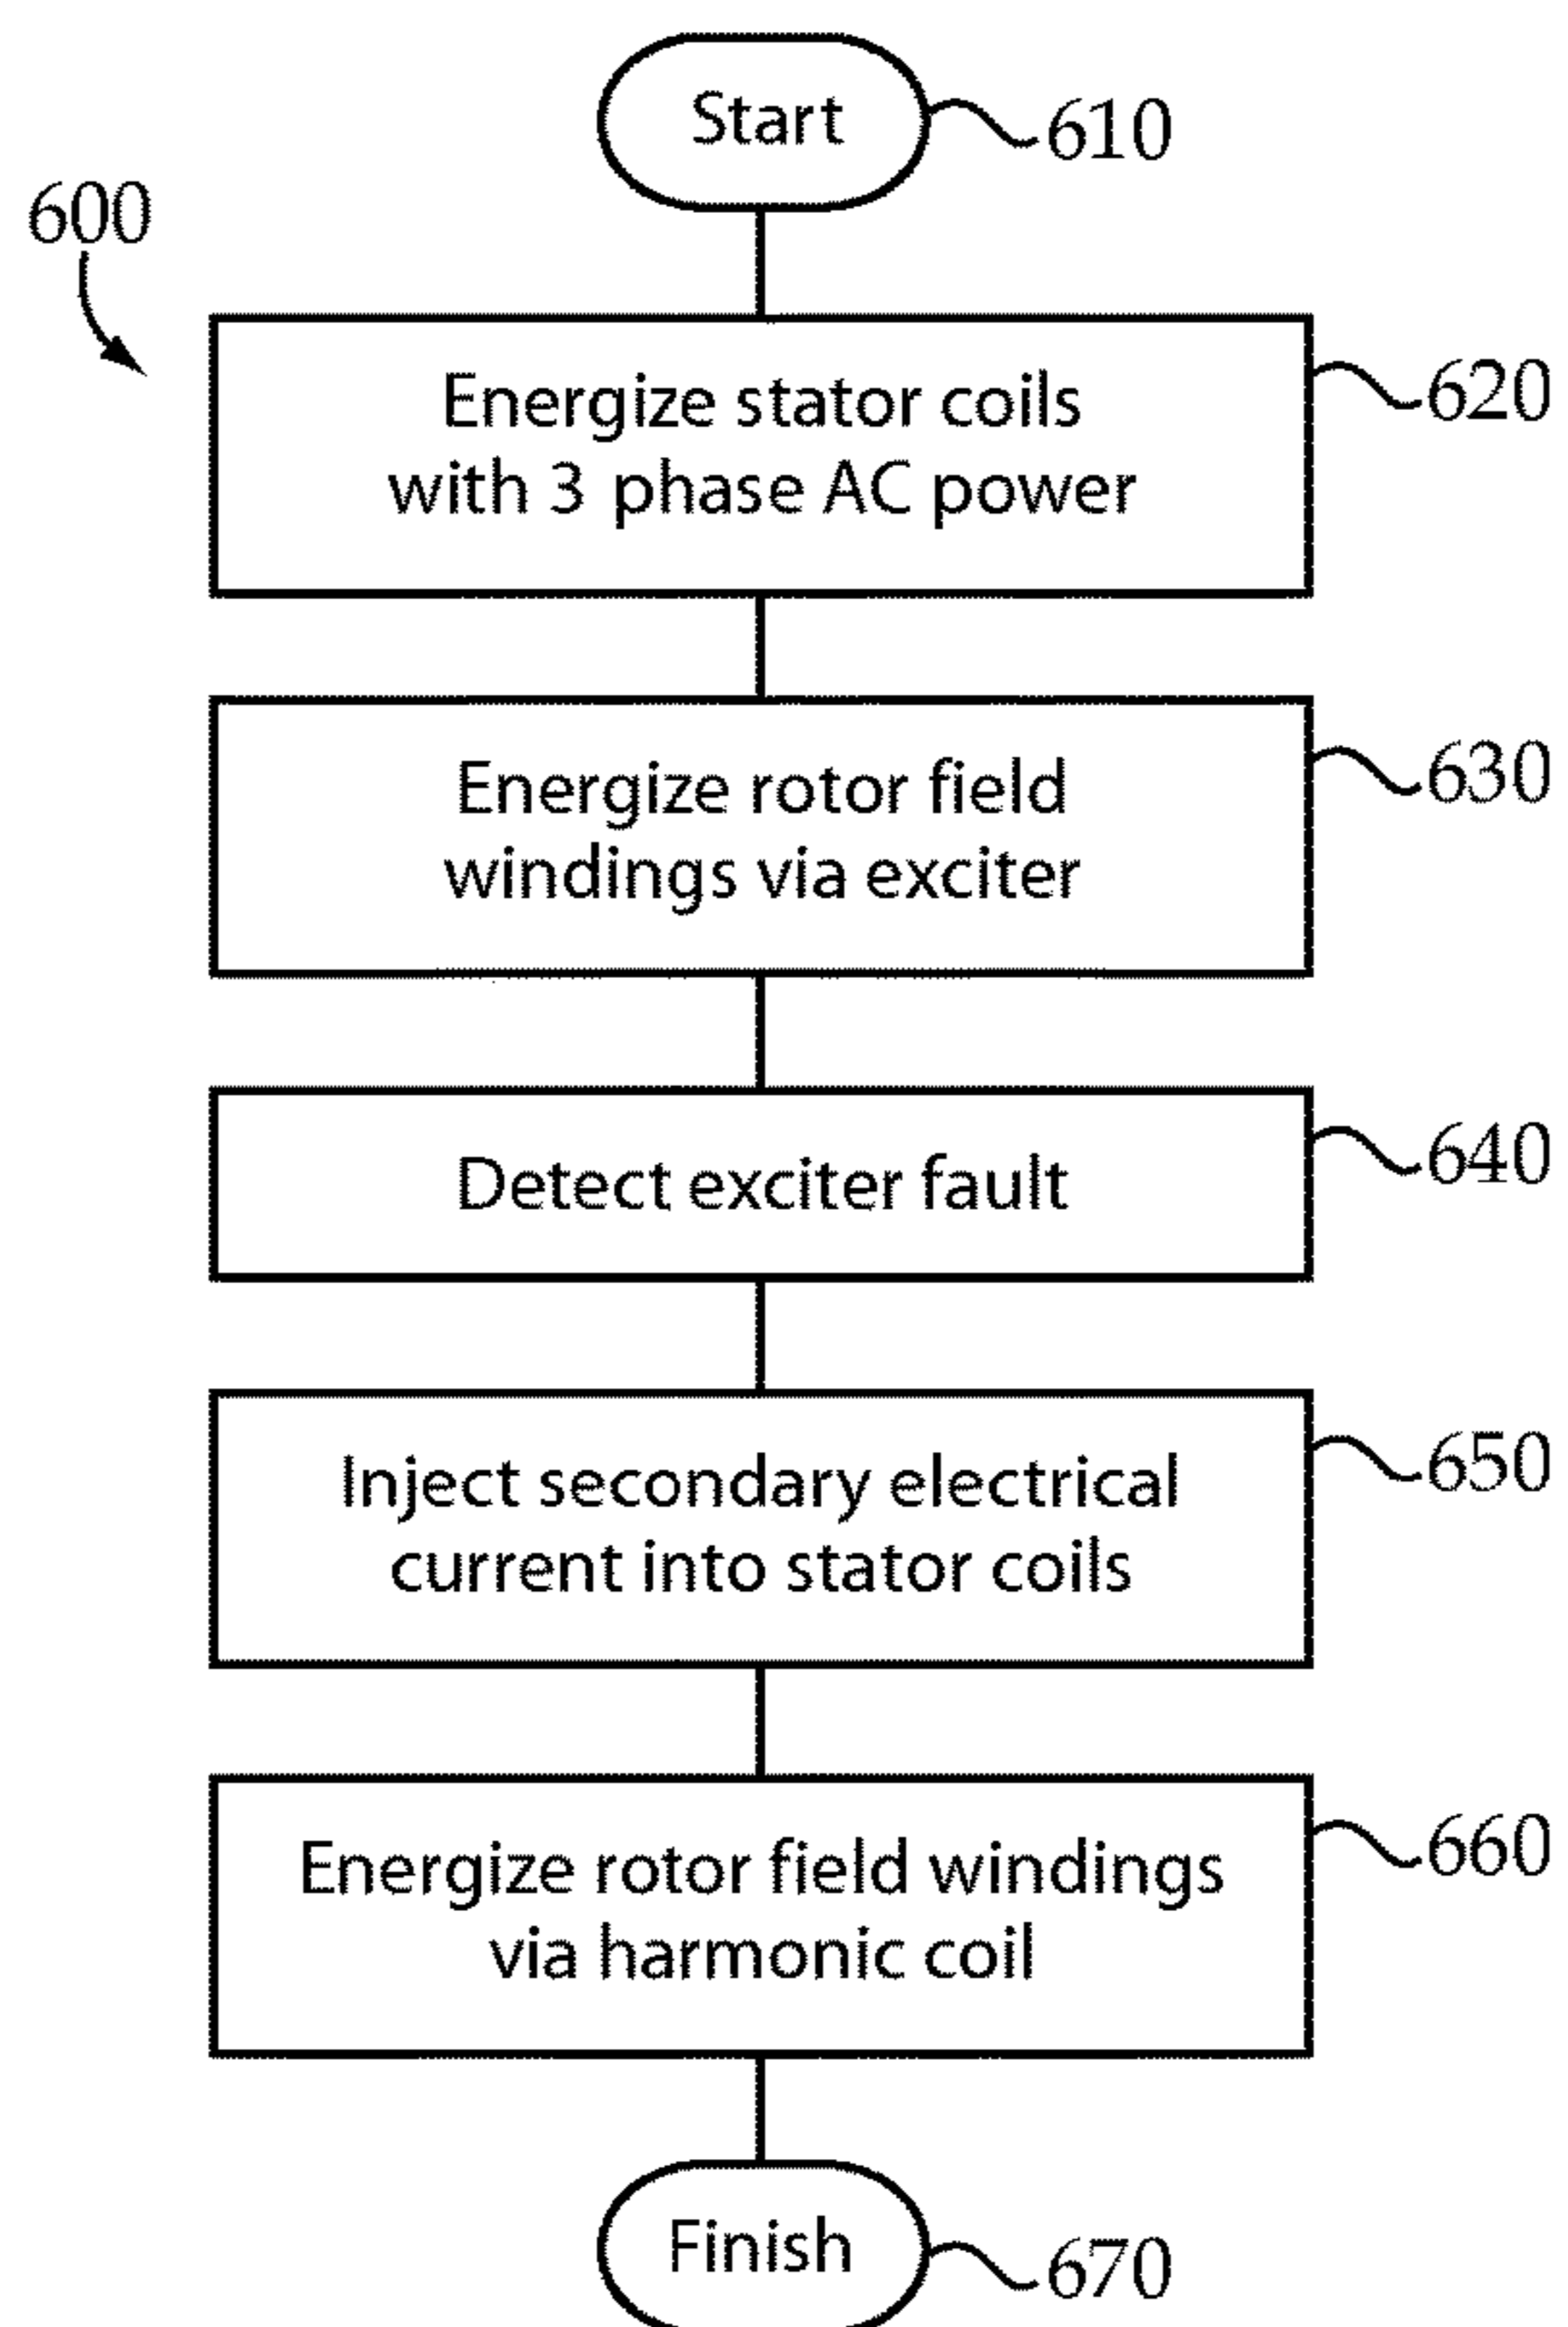 Start
610
600
Energize stator coils
with 3 phase AC power
620
Energize rotor field
windings via exciter
630
Detect exciter fault
640
Inject secondary electrical
current into stator coils
650
Energize rotor field windings
via harmonic coil
660
Finish
670